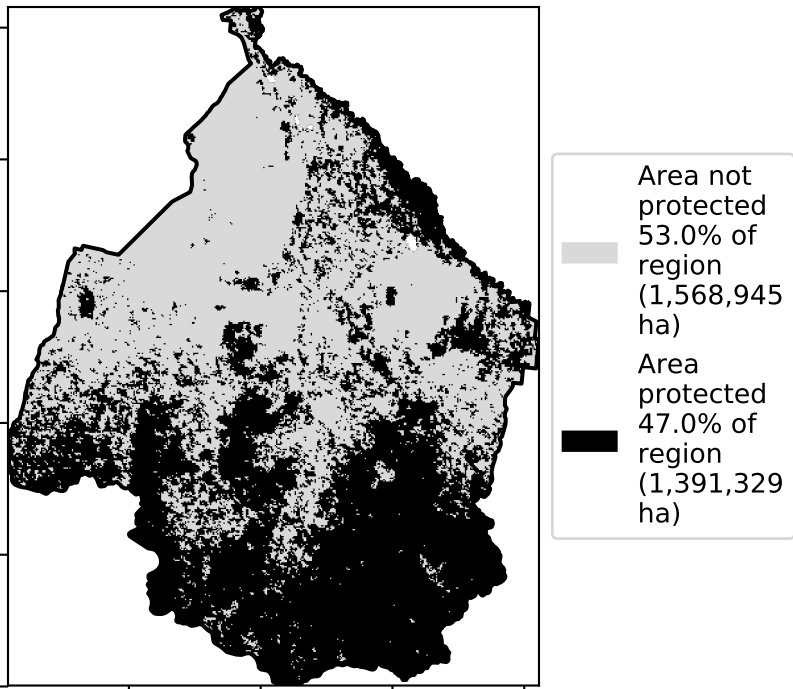 Area not
protected
53.0% of
region
(1,568,945
ha)
Area
protected
47.0% of
region
(1,391,329
ha)